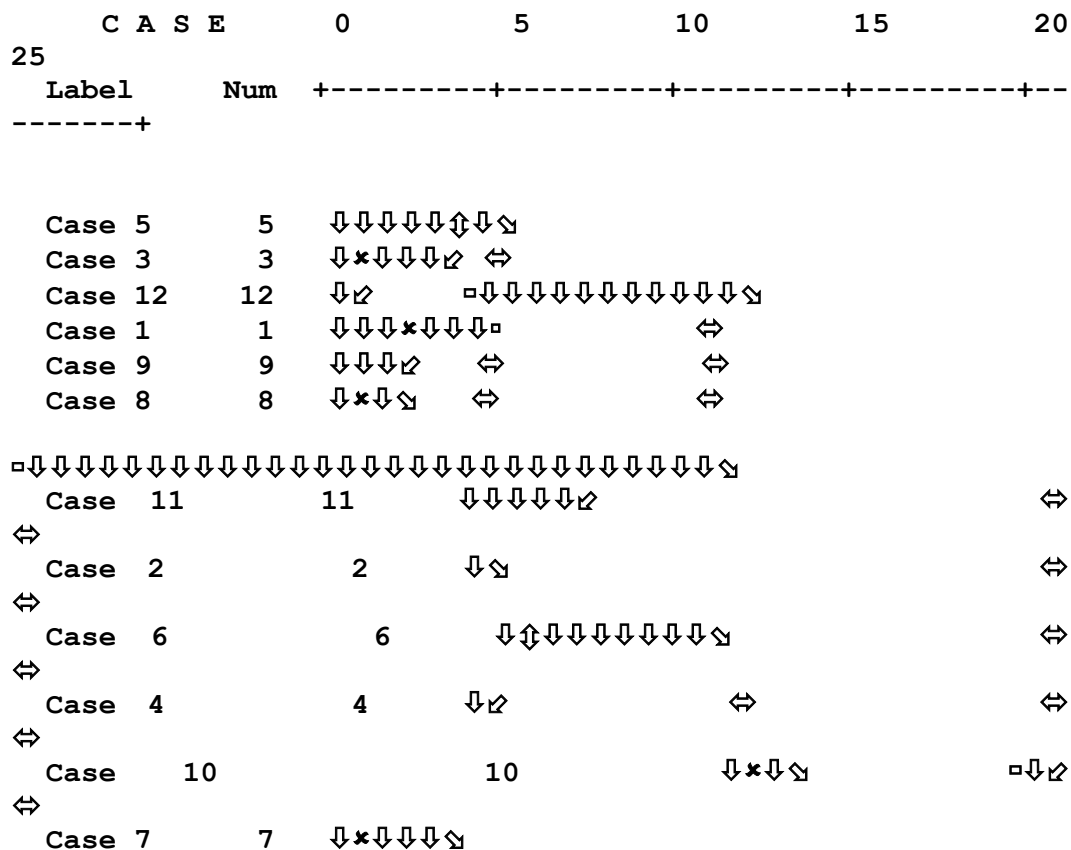 C A S E 0 5 10 15 20
25
Label Num +---------+---------+---------+---------+--
-------+
Case 5 5 ⇩⇩⇩⇩⇩⇳⇩⬂
Case 3 3 ⇩✖⇩⇩⇩⬃ ⬄
Case 12 12 ⇩⬃ ▫⇩⇩⇩⇩⇩⇩⇩⇩⇩⇩⇩⬂
Case 1 1 ⇩⇩⇩✖⇩⇩⇩▫ ⬄
Case 9 9 ⇩⇩⇩⬃ ⬄ ⬄
Case 8 8 ⇩✖⇩⬂ ⬄ ⬄
▫⇩⇩⇩⇩⇩⇩⇩⇩⇩⇩⇩⇩⇩⇩⇩⇩⇩⇩⇩⇩⇩⇩⇩⇩⇩⇩⇩⇩⇩⬂
Case 11 11 ⇩⇩⇩⇩⇩⬃ ⬄
⬄
Case 2 2 ⇩⬂ ⬄
⬄
Case 6 6 ⇩⇳⇩⇩⇩⇩⇩⇩⇩⬂ ⬄
⬄
Case 4 4 ⇩⬃ ⬄ ⬄
⬄
Case 10 10 ⇩✖⇩⬂ ▫⇩⬃
⬄
Case 7 7 ⇩✖⇩⇩⇩⬂